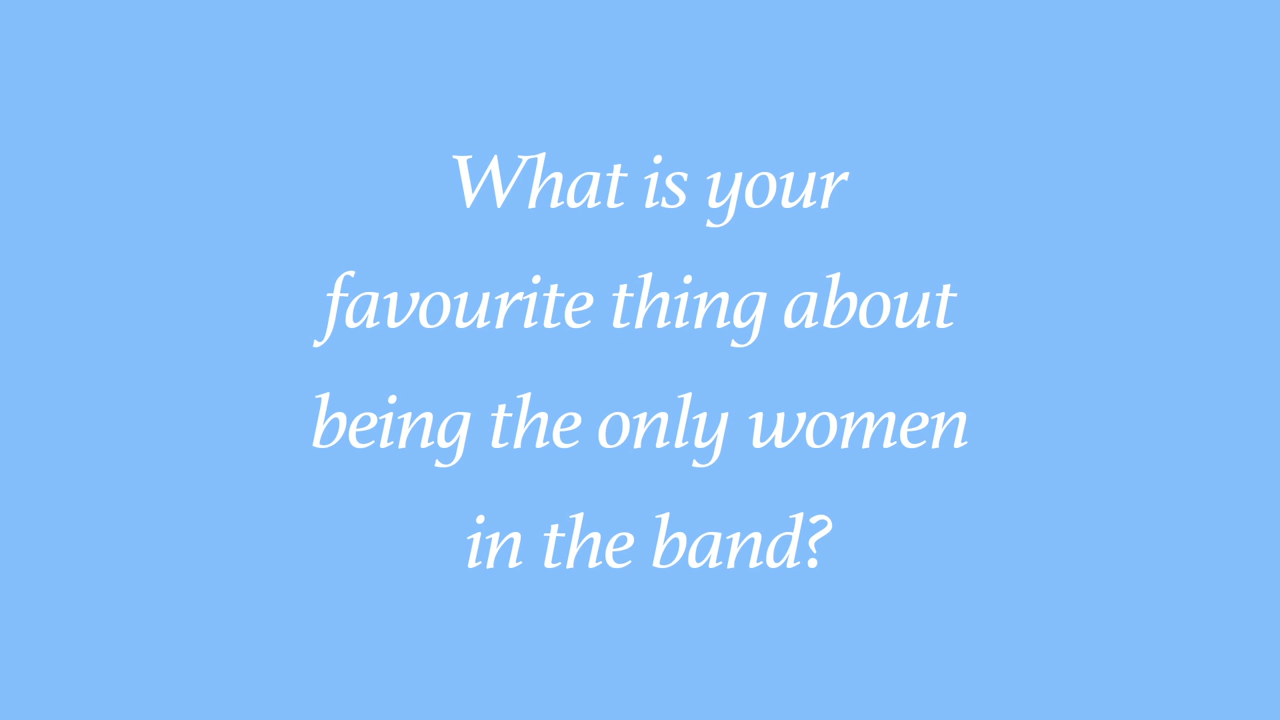 What is your
favourite thing about
being the only women
in the band?